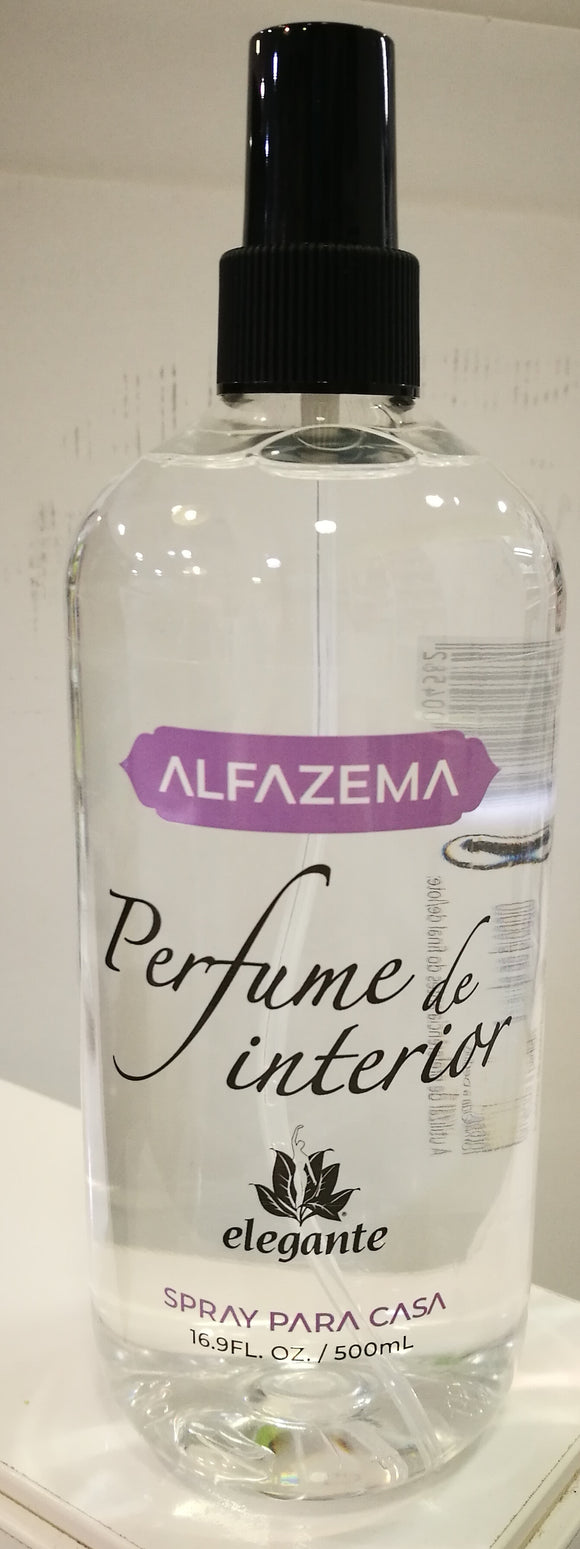 ALFAZEMA
Perfume de
interior
elegante
SPRAY PARA CASA
16.9FL. OZ. / 500mL